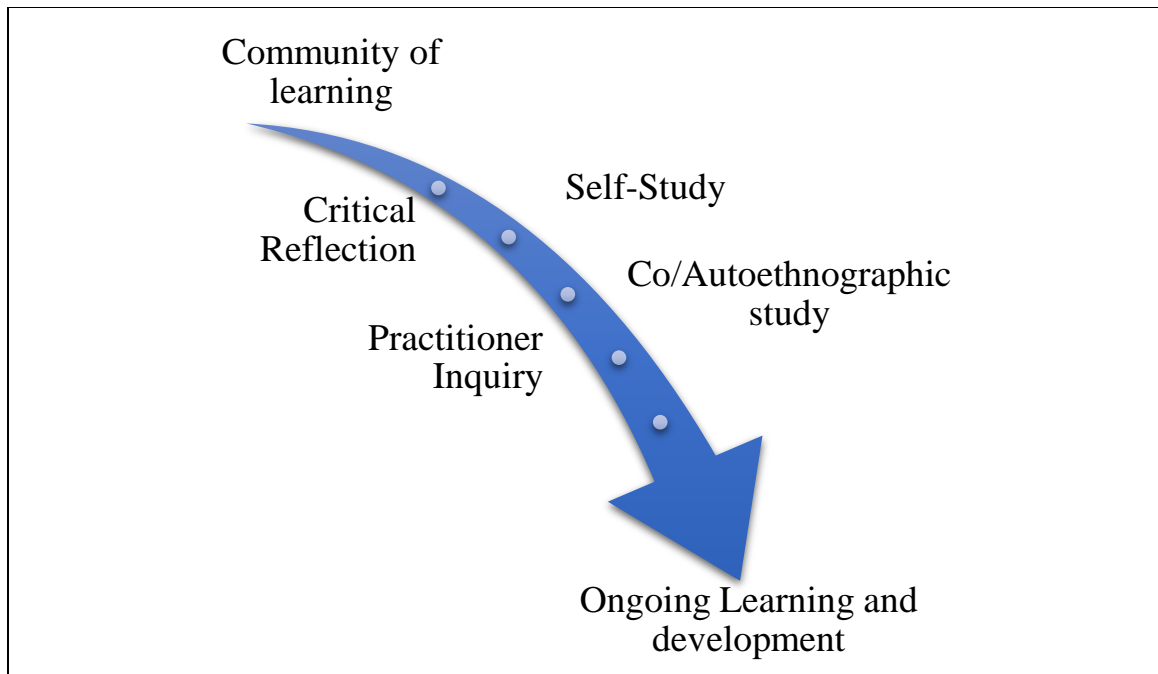 Community of
learning
Critical
Reflection
Self-Study
Practitioner
Inquiry
Co/Autoethnographic
study
Ongoing Learning and
development